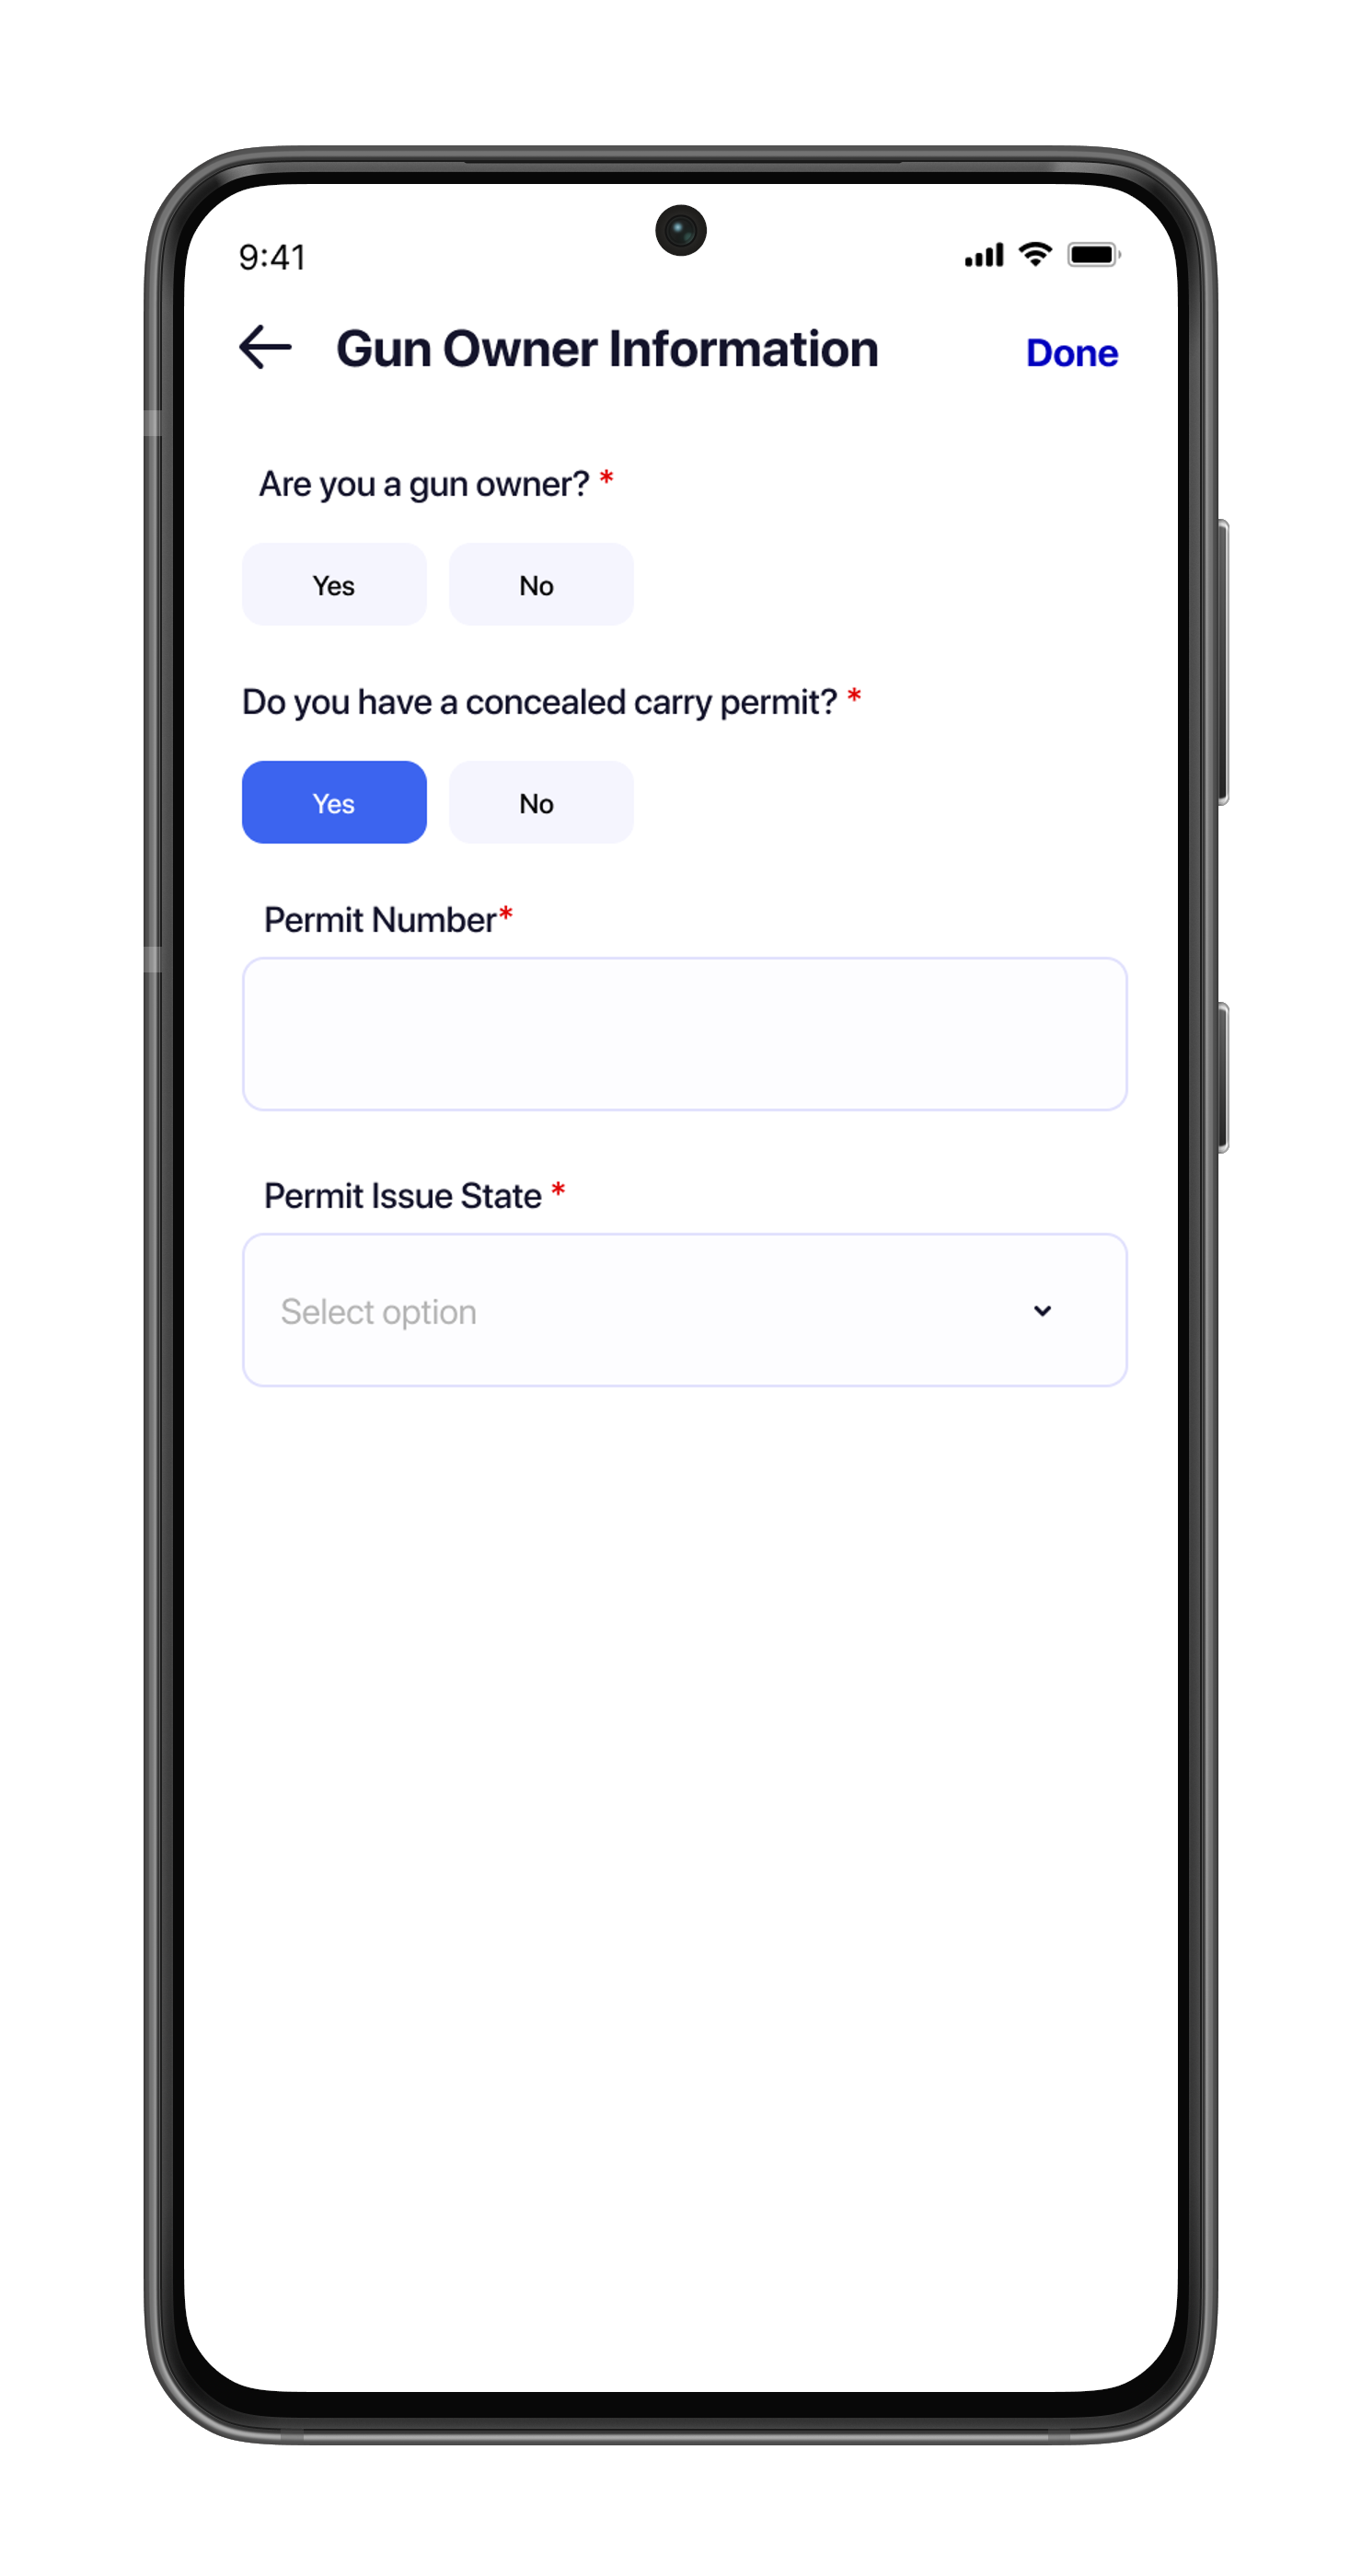 9:41
Gun Owner Information
Done
Are you a gun owner? *
Yes No
Do you have a concealed carry permit? *
Yes No
Permit Number*
Permit Issue State *
Select option